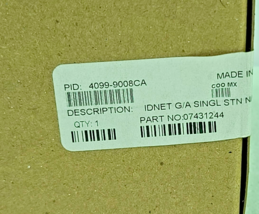 PID: 4099-9008CA
MADE IN
COO MX
DESCRIPTION: IDNET G/A SINGL STN N
QTY: 1
PART NO:07431244